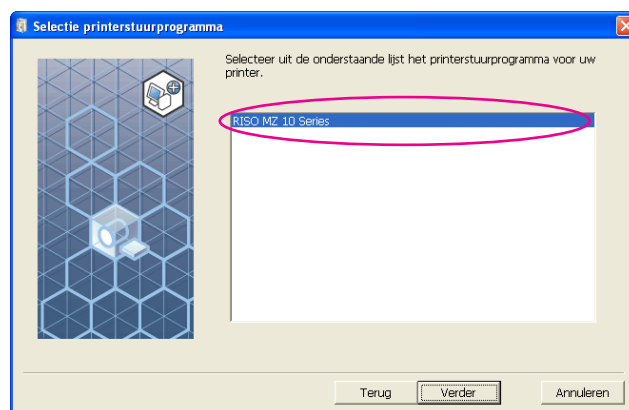 Selectie printerstuurprogramma
Selecteer uit de onderstaande lijst het printerstuurprogramma voor uw
printer.
RISO MZ 10 Series
Terug
Verder
Annuleren